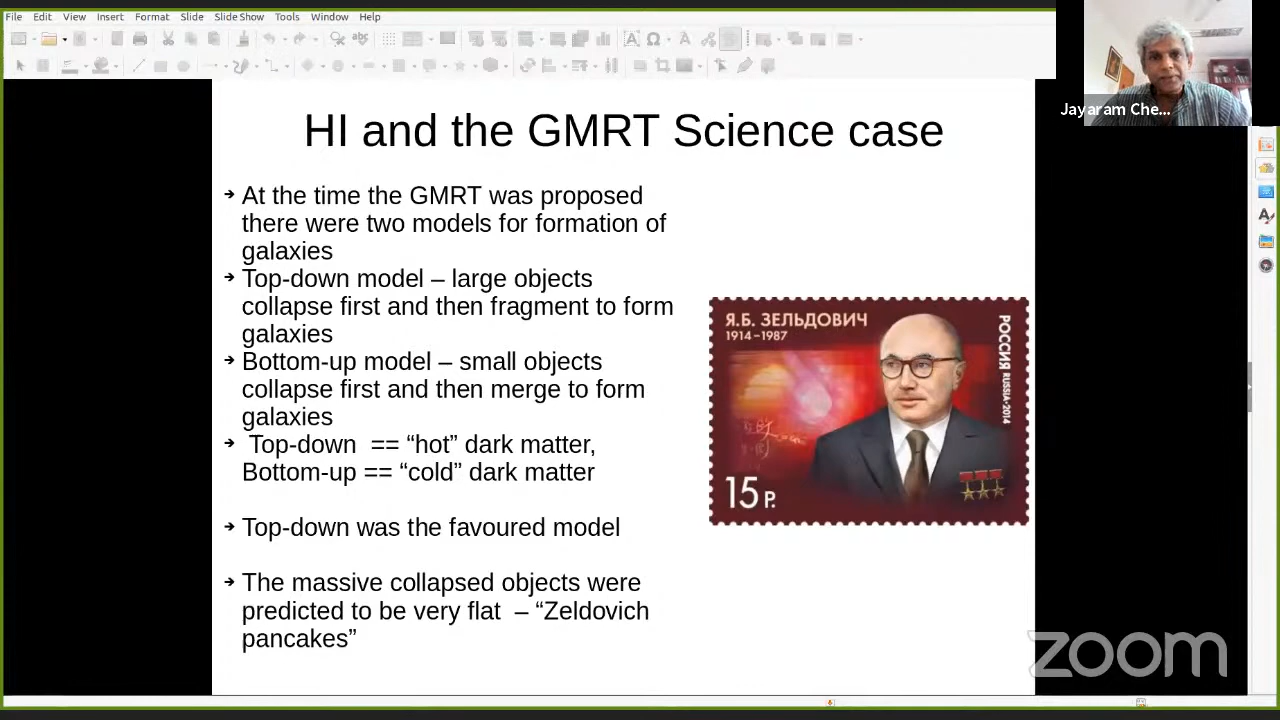 File Edit View Insert Format Slide Slide Show Tools Window Help
Jayaram Che...
HI and the GMRT Science case
At the time the GMRT was proposed
there were two models for formation of
galaxies
Top-down model – large objects
collapse first and then fragment to form
galaxies
Bottom-up model – small objects
collapse first and then merge to form
galaxies
Top-down == “hot” dark matter,
Bottom-up == “cold” dark matter
Top-down was the favoured model
The massive collapsed objects were
predicted to be very flat – “Zeldovich
pancakes”
Я.Б. ЗЕЛЬДОВИЧ
1914–1987
РОССИЯ RUSSIA·2014
15 Р.
zoom